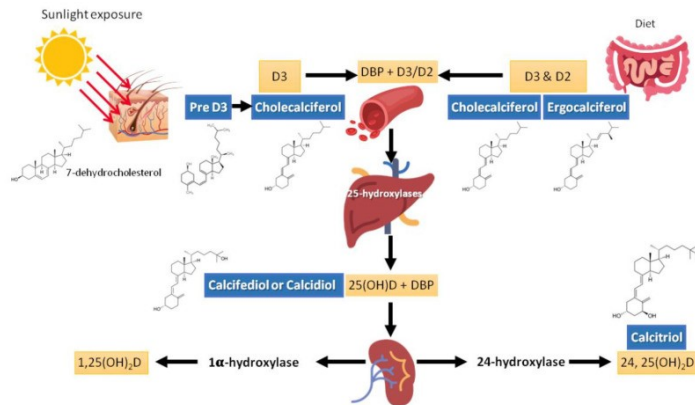 Sunlight exposure
Diet
D3
DBP + D3/D2
D3 & D2
Pre D3
Cholecalciferol
Cholecalciferol
Ergocalciferol
7-dehydrocholesterol
25-hydroxylases
Calcifediol or Calcidiol
25(OH)D + DBP
Calcitriol
1,25(OH)₂D
1α-hydroxylase
24-hydroxylase
24, 25(OH)₂D